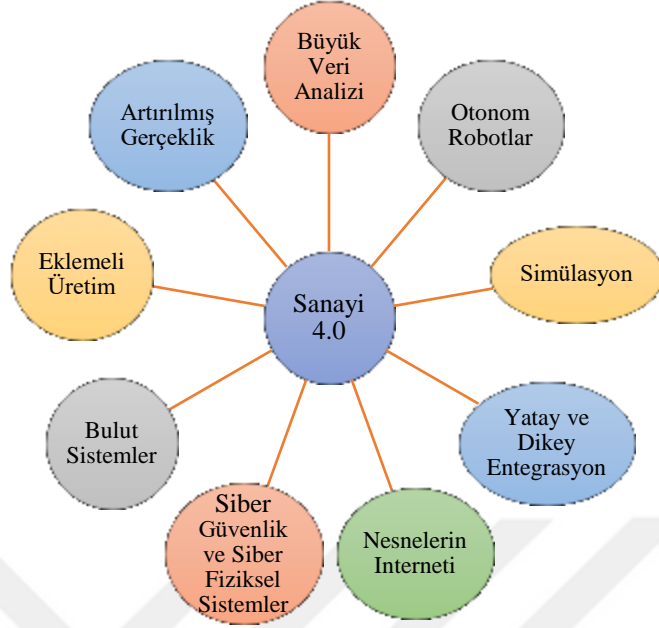 Büyük
Veri
Analizi
Otonom
Robotlar
Simülasyon
Yatay ve
Dikey
Entegrasyon
Nesnelerin
Interneti
Siber
Güvenlik
ve Siber
Fiziksel
Sistemler
Bulut
Sistemler
Eklemeli
Üretim
Artırılmış
Gerçeklik
Sanayi
4.0